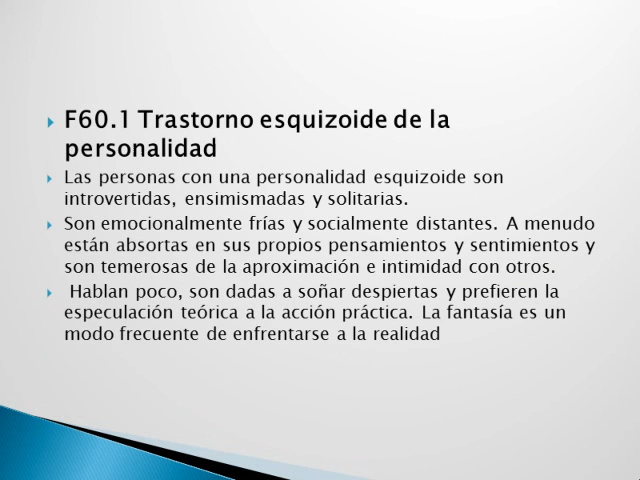 F60.1 Trastorno esquizoide de la
personalidad
Las personas con una personalidad esquizoide son
introvertidas, ensimismadas y solitarias.
Son emocionalmente frías y socialmente distantes. A menudo
están absortas en sus propios pensamientos y sentimientos y
son temerosas de la aproximación e intimidad con otros.
Hablan poco, son dadas a soñar despiertas y prefieren la
especulación teórica a la acción práctica. La fantasía es un
modo frecuente de enfrentarse a la realidad